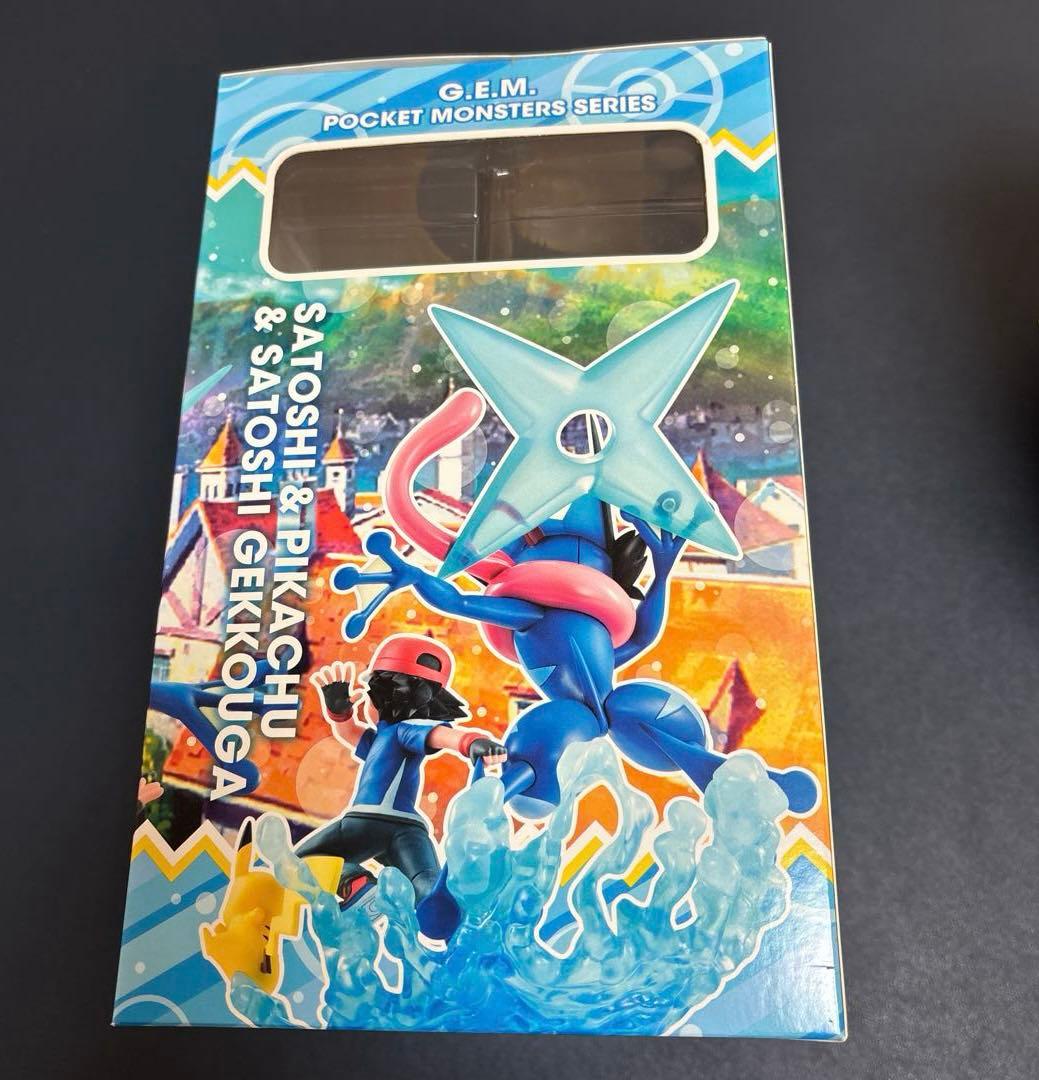 G.E.M.
POCKET MONSTERS SERIES
SATOSHI & PIKACHU
& SATOSHI GEKKOUGA